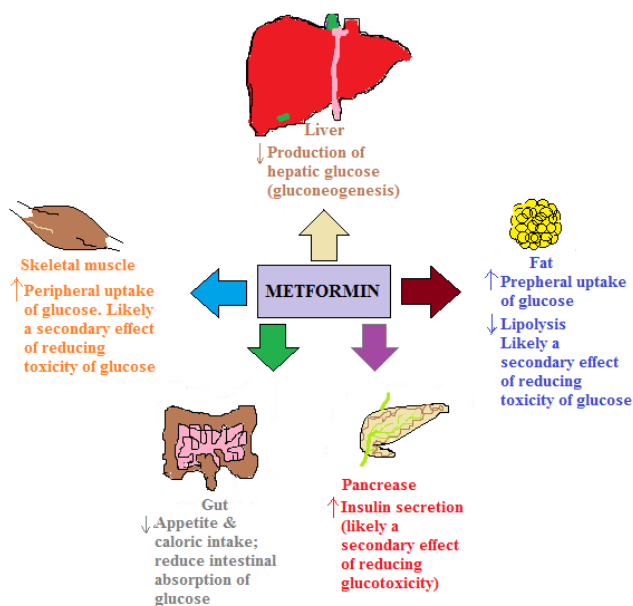 Liver
↓ Production of
hepatic glucose
(gluconeogenesis)
Skeletal muscle
↑ Peripheral uptake
of glucose. Likely
a secondary effect
of reducing
toxicity of glucose
METFORMIN
Fat
↑ Prepheral uptake
of glucose
↓ Lipolysis
Likely a
secondary effect
of reducing
toxicity of glucose
Gut
↓ Appetite &
caloric intake;
reduce intestinal
absorption of
glucose
Pancrease
↑ Insulin secretion
(likely a
secondary effect
of reducing
glucotoxicity)